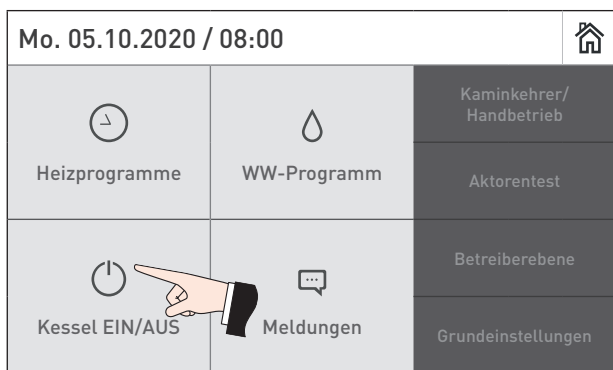 Mo. 05.10.2020 / 08:00
Heizprogramme
WW-Programm
Kaminkehrer/
Handbetrieb
Aktorentest
Kessel EIN/AUS
Meldungen
Betreiberebene
Grundeinstellungen